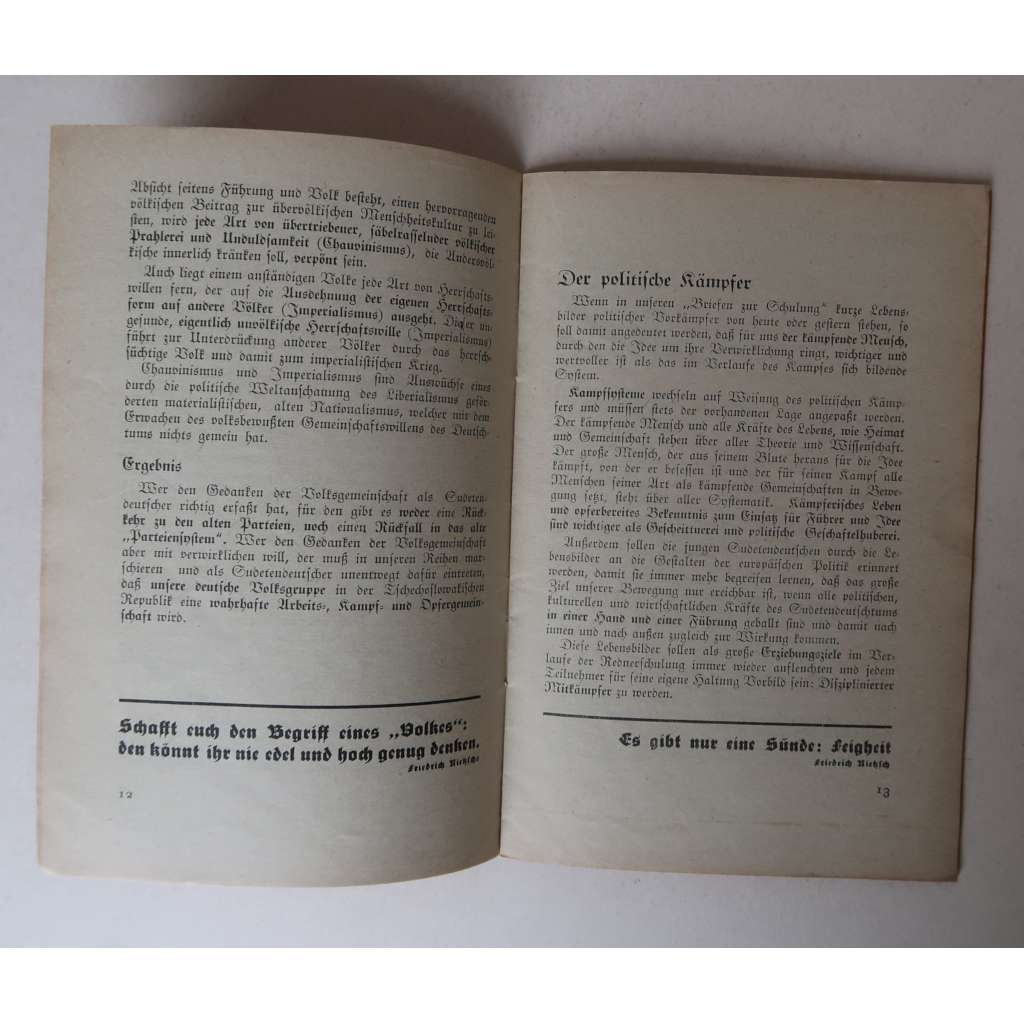 Absicht seitens Führung und Volk besteht, einen hervorragenden
völkischen Beitrag zur übervölkischen Menschheitskultur zu lei-
sten, wird jede Art von übertriebener, säbelrasselnder völkischer
Prahlerei und Unduldsamkeit (Chauvinismus), die Andersvöl-
kische innerlich kränken soll, verpönt sein.
Auch liegt einem anständigen Volke jede Art von Herrschafts-
willen fern, der auf die Ausdehnung der eigenen Herrschafts-
form auf andere Völker (Imperialismus) ausgeht. Dieser un-
gesunde, eigentlich unvölkische Herrschaftswille (Imperialismus)
führt zur Unterdrückung anderer Völker durch das herrsch-
süchtige Volk und damit zum imperialistischen Krieg.
Chauvinismus und Imperialismus sind Auswüchse eines
durch die politische Weltanschauung des Liberialismus geför-
derten materialistischen, alten Nationalismus, welcher mit dem
Erwachen des volksbewußten Gemeinschaftswillens des Deutsch-
tums nichts gemein hat.
Ergebnis
Wer den Gedanken der Volksgemeinschaft als Sudeten-
deutscher richtig erfaßt hat, für den gibt es weder eine Rück-
kehr zu den alten Parteien, noch einen Rückfall in das alte
„Parteiensystem“. Wer den Gedanken der Volksgemeinschaft
aber mit verwirklichen will, der muß in unseren Reihen mar-
schieren und als Sudetendeutscher unentwegt dafür eintreten,
daß unsere deutsche Volksgruppe in der Tschechoslowakischen
Republik eine wahrhafte Arbeits-, Kampf- und Opfergemein-
schaft wird.
Schafft euch den Begriff eines „Volkes“:
den könnt ihr nie edel und hoch genug denken.
Friedrich Nietzsche
12
Der politische Kämpfer
Wenn in unseren „Briefen zur Schulung“ kurze Lebens-
bilder politischer Vorkämpfer von heute oder gestern stehen, so
soll damit angedeutet werden, daß für uns der kämpfende Mensch,
durch den die Idee um ihre Verwirklichung ringt, wichtiger und
wertvoller ist als das im Verlaufe des Kampfes sich bildende
System.
Kampfsysteme wechseln auf Weisung des politischen Kämp-
fers und müssen stets der vorhandenen Lage angepaßt werden.
Der kämpfende Mensch und alle Kräfte des Lebens, wie Heimat
und Gemeinschaft stehen über aller Theorie und Wissenschaft.
Der große Mensch, der aus seinem Blute heraus für die Idee
kämpft, von der er besessen ist und der für seinen Kampf alle
Menschen seiner Art als kämpfende Gemeinschaften in Bewe-
gung setzt, steht über aller Systematik. Kämpferisches Leben
und opferbereites Bekenntnis zum Einsatz für Führer und Idee
sind wichtiger als Gescheittuerei und politische Geschaftelhuberei.
Außerdem sollen die jungen Sudetendeutschen durch die Le-
bensbilder an die Gestalten der europäischen Politik erinnert
werden, damit sie immer mehr begreifen lernen, daß das große
Ziel unserer Bewegung nur ereichbar ist, wenn alle politischen,
kulturellen und wirtschaftlichen Kräfte des Sudetendeutschtums
in einer Hand und einer Führung geballt sind und damit nach
innen und nach außen zugleich zur Wirkung kommen.
Diese Lebensbilder sollen als große Erziehungsziele im Ver-
laufe der Rednerschulung immer wieder aufleuchten und jedem
Teilnehmer für seine eigene Haltung Vorbild sein: Disziplinierter
Mitkämpfer zu werden.
Es gibt nur eine Sünde: Feigheit
Friedrich Nietzsch
13